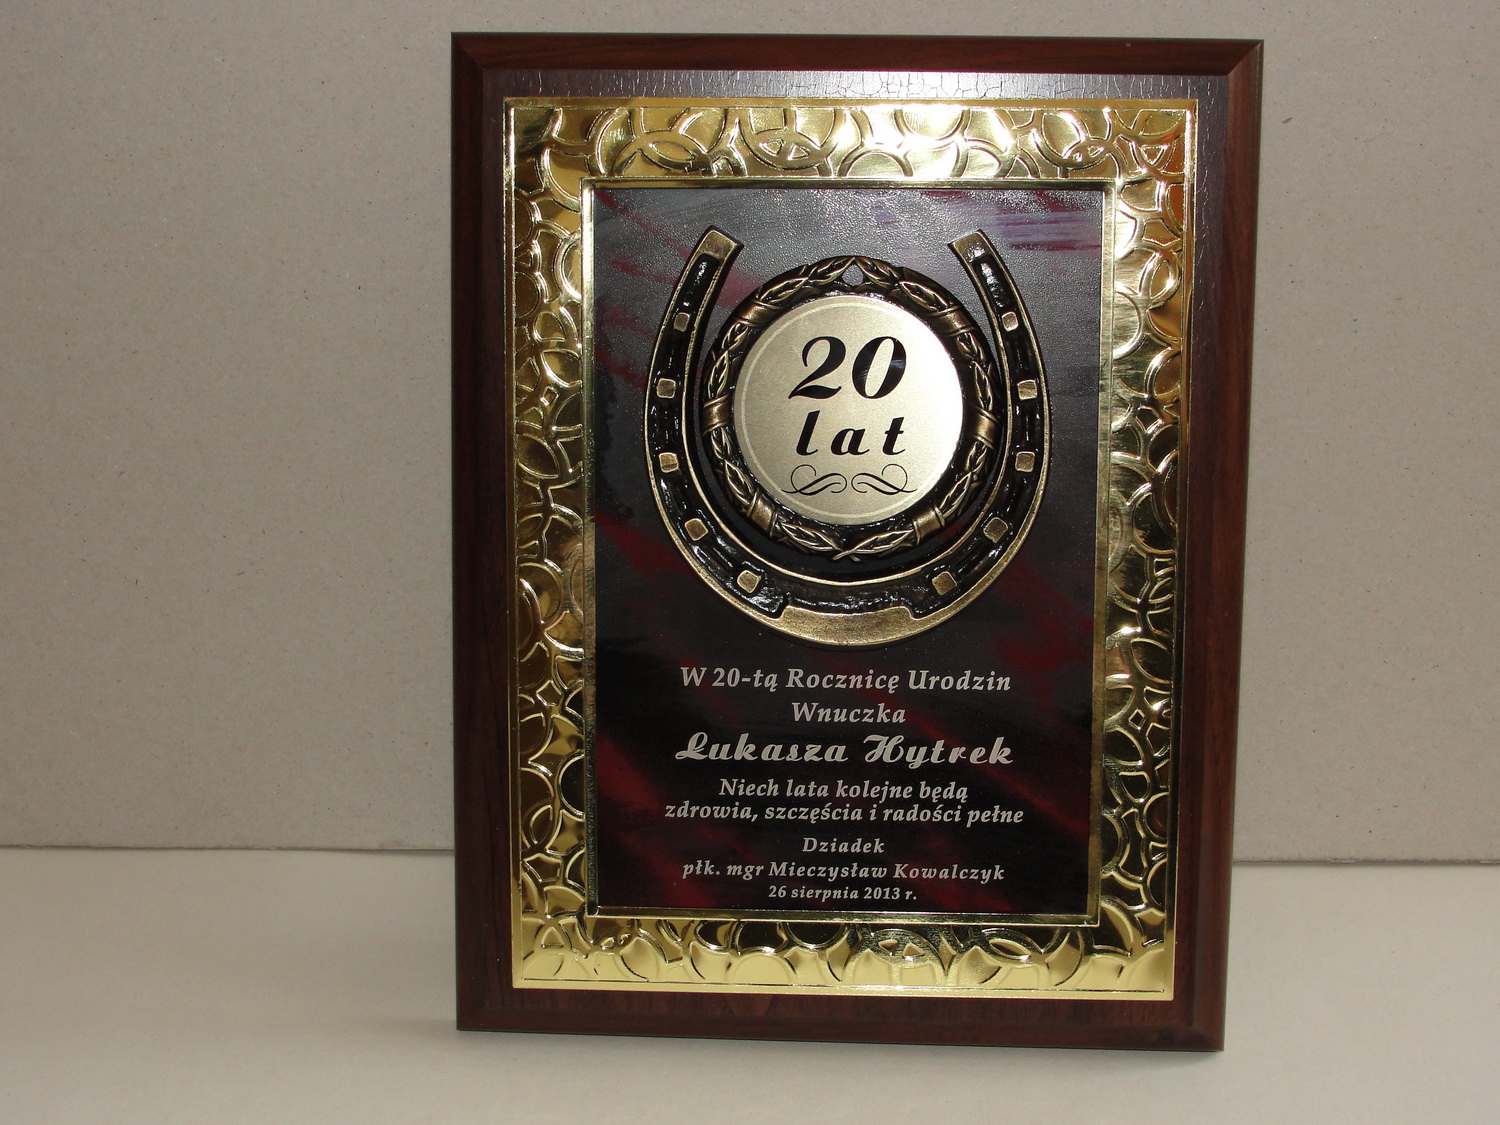 20
lat
W 20-tą Rocznicę Urodzin
Wnuczka
Łukasza Hytrek
Niech lata kolejne będą
zdrowia, szczęścia i radości pełne
Dziadek
płk. mgr Mieczysław Kowalczyk
26 sierpnia 2013 r.